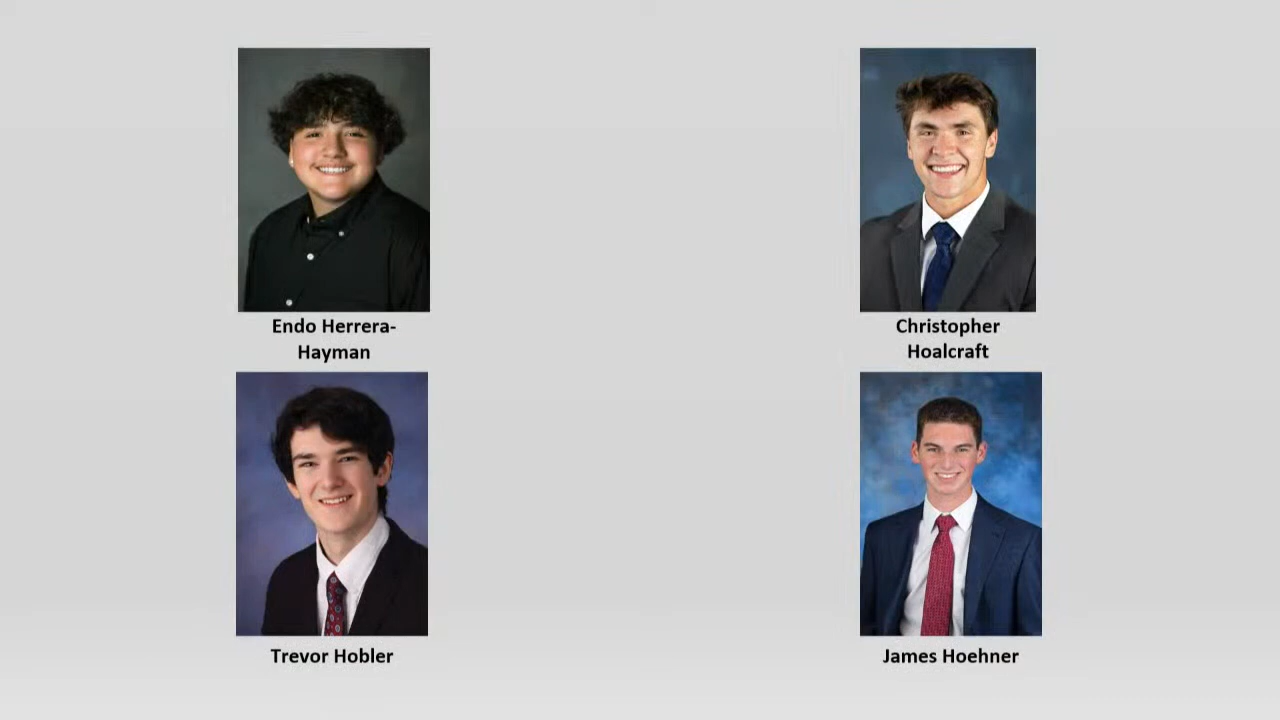 Endo Herrera-
Hayman
Christopher
Hoalcraft
Trevor Hobler
James Hoehner